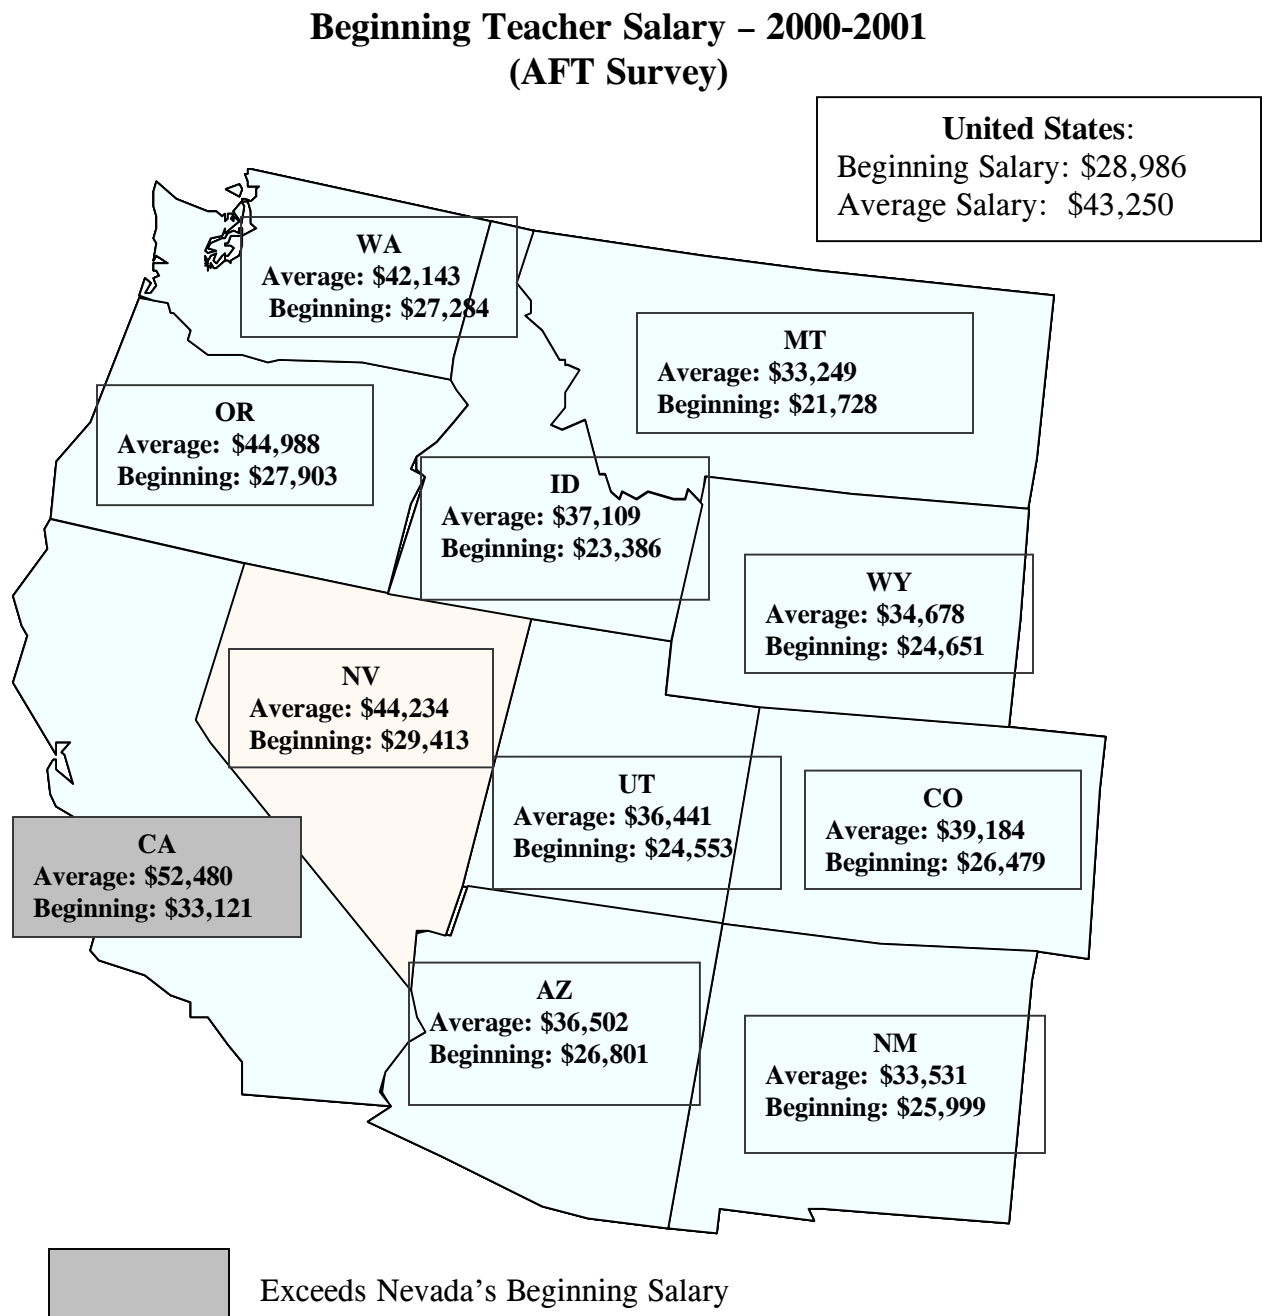 Beginning Teacher Salary – 2000-2001
(AFT Survey)
United States:
Beginning Salary: $28,986
Average Salary: $43,250
WA
Average: $42,143
Beginning: $27,284
MT
Average: $33,249
Beginning: $21,728
OR
Average: $44,988
Beginning: $27,903
ID
Average: $37,109
Beginning: $23,386
WY
Average: $34,678
Beginning: $24,651
NV
Average: $44,234
Beginning: $29,413
UT
Average: $36,441
Beginning: $24,553
CO
Average: $39,184
Beginning: $26,479
CA
Average: $52,480
Beginning: $33,121
AZ
Average: $36,502
Beginning: $26,801
NM
Average: $33,531
Beginning: $25,999
Exceeds Nevada’s Beginning Salary